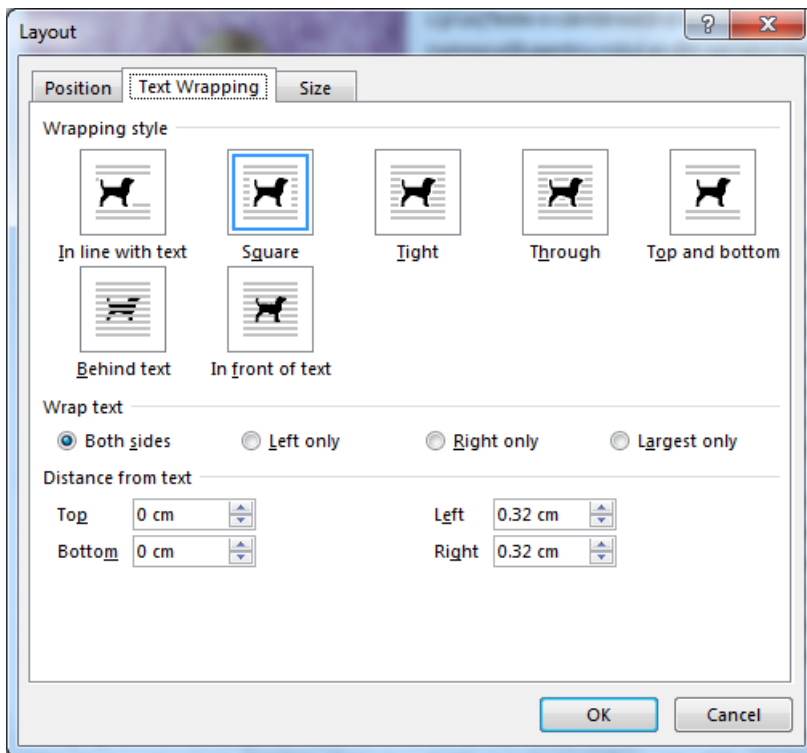 Layout
?
Position Text Wrapping Size
Wrapping style
In line with text Square Tight Through Top and bottom
Behind text In front of text
Wrap text
Both sides Left only Right only Largest only
Distance from text
Top 0 cm Left 0.32 cm
Bottom 0 cm Right 0.32 cm
OK Cancel